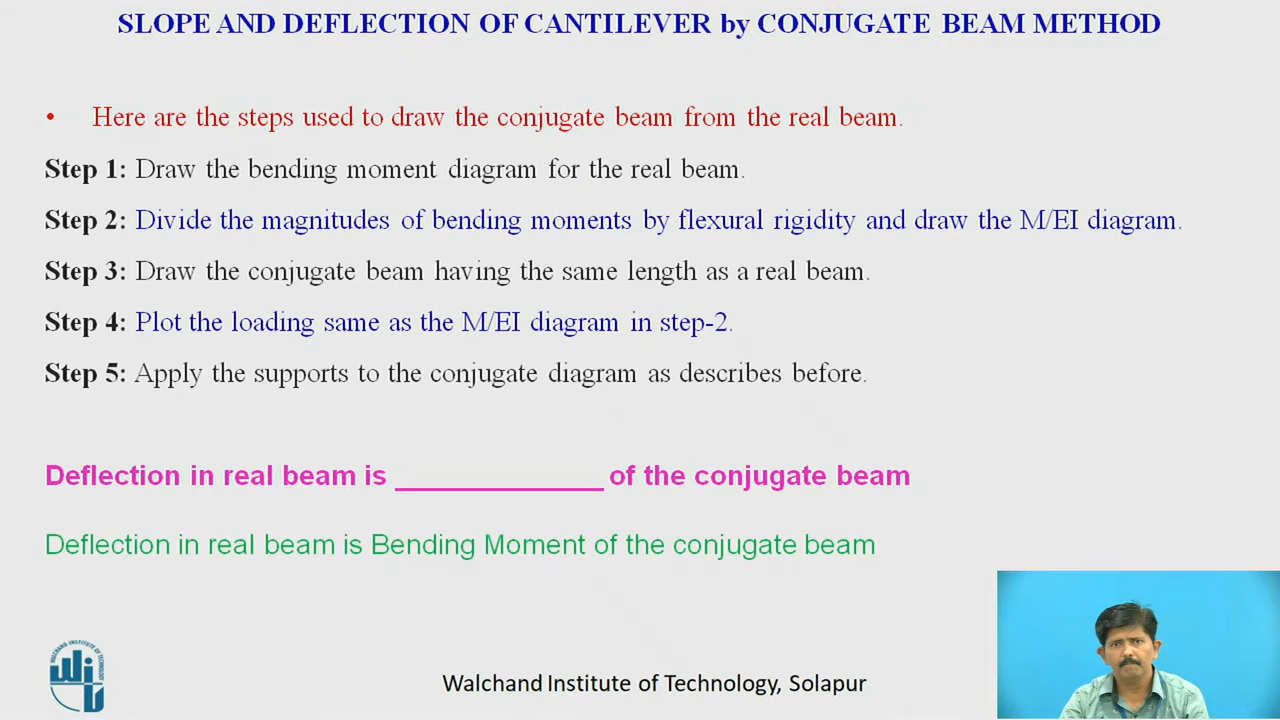 SLOPE AND DEFLECTION OF CANTILEVER by CONJUGATE BEAM METHOD
• Here are the steps used to draw the conjugate beam from the real beam.
Step 1: Draw the bending moment diagram for the real beam.
Step 2: Divide the magnitudes of bending moments by flexural rigidity and draw the M/EI diagram.
Step 3: Draw the conjugate beam having the same length as a real beam.
Step 4: Plot the loading same as the M/EI diagram in step-2.
Step 5: Apply the supports to the conjugate diagram as describes before.
Deflection in real beam is ______________ of the conjugate beam
Deflection in real beam is Bending Moment of the conjugate beam
WALCHAND INSTITUTE OF TECHNOLOGY
WIT
Walchand Institute of Technology, Solapur